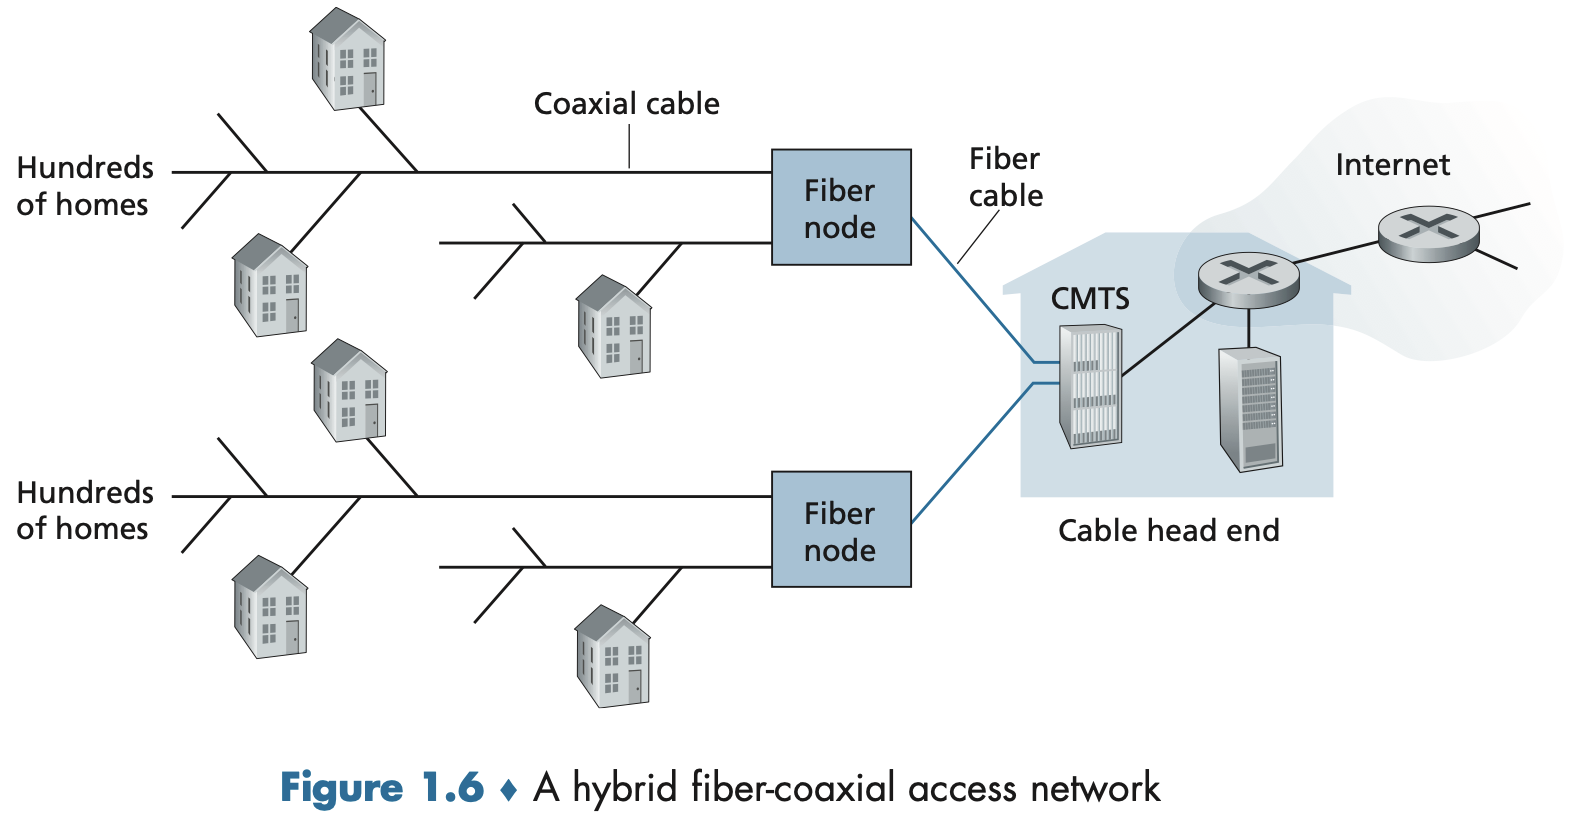 Coaxial cable
Hundreds
of homes
Fiber
node
Fiber
cable
Internet
CMTS
Hundreds
of homes
Fiber
node
Cable head end
Figure 1.6 ♦ A hybrid fiber-coaxial access network